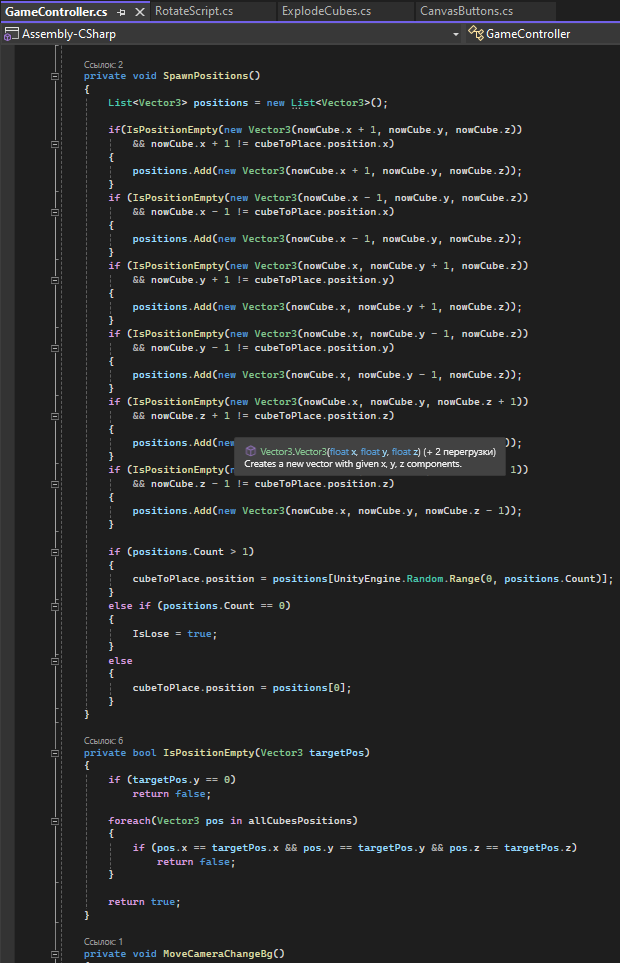 GameController.cs RotateScript.cs ExplodeCubes.cs CanvasButtons.cs
Assembly-CSharp GameController
Ссылок: 2
private void SpawnPositions()
{
List<Vector3> positions = new List<Vector3>();
if(IsPositionEmpty(new Vector3(nowCube.x + 1, nowCube.y, nowCube.z))
&& nowCube.x + 1 != cubeToPlace.position.x)
{
positions.Add(new Vector3(nowCube.x + 1, nowCube.y, nowCube.z));
}
if (IsPositionEmpty(new Vector3(nowCube.x - 1, nowCube.y, nowCube.z))
&& nowCube.x - 1 != cubeToPlace.position.x)
{
positions.Add(new Vector3(nowCube.x - 1, nowCube.y, nowCube.z));
}
if (IsPositionEmpty(new Vector3(nowCube.x, nowCube.y + 1, nowCube.z))
&& nowCube.y + 1 != cubeToPlace.position.y)
{
positions.Add(new Vector3(nowCube.x, nowCube.y + 1, nowCube.z));
}
if (IsPositionEmpty(new Vector3(nowCube.x, nowCube.y - 1, nowCube.z))
&& nowCube.y - 1 != cubeToPlace.position.y)
{
positions.Add(new Vector3(nowCube.x, nowCube.y - 1, nowCube.z));
}
if (IsPositionEmpty(new Vector3(nowCube.x, nowCube.y, nowCube.z + 1))
&& nowCube.z + 1 != cubeToPlace.position.z)
{
positions.Add(new ));
Vector3.Vector3(float x, float y, float z) (+ 2 перегрузки)
Creates a new vector with given x, y, z components.
}
if (IsPositionEmpty( 1))
&& nowCube.z - 1 != cubeToPlace.position.z)
{
positions.Add(new Vector3(nowCube.x, nowCube.y, nowCube.z - 1));
}
if (positions.Count > 1)
{
cubeToPlace.position = positions[UnityEngine.Random.Range(0, positions.Count)];
}
else if (positions.Count == 0)
{
IsLose = true;
}
else
{
cubeToPlace.position = positions[0];
}
}
Ссылок: 6
private bool IsPositionEmpty(Vector3 targetPos)
{
if (targetPos.y == 0)
return false;
foreach(Vector3 pos in allCubesPositions)
{
if (pos.x == targetPos.x && pos.y == targetPos.y && pos.z == targetPos.z)
return false;
}
return true;
}
Ссылок: 1
private void MoveCameraChangeBg()